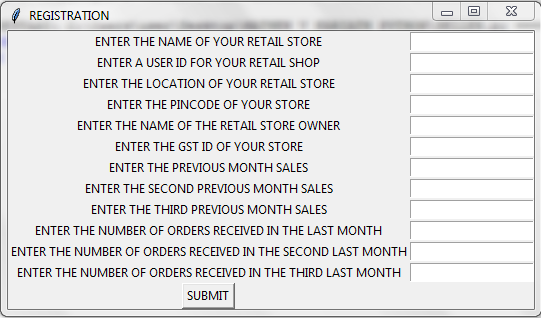 REGISTRATION
ENTER THE NAME OF YOUR RETAIL STORE
ENTER A USER ID FOR YOUR RETAIL SHOP
ENTER THE LOCATION OF YOUR RETAIL STORE
ENTER THE PINCODE OF YOUR STORE
ENTER THE NAME OF THE RETAIL STORE OWNER
ENTER THE GST ID OF YOUR STORE
ENTER THE PREVIOUS MONTH SALES
ENTER THE SECOND PREVIOUS MONTH SALES
ENTER THE THIRD PREVIOUS MONTH SALES
ENTER THE NUMBER OF ORDERS RECEIVED IN THE LAST MONTH
ENTER THE NUMBER OF ORDERS RECEIVED IN THE SECOND LAST MONTH
ENTER THE NUMBER OF ORDERS RECEIVED IN THE THIRD LAST MONTH
SUBMIT